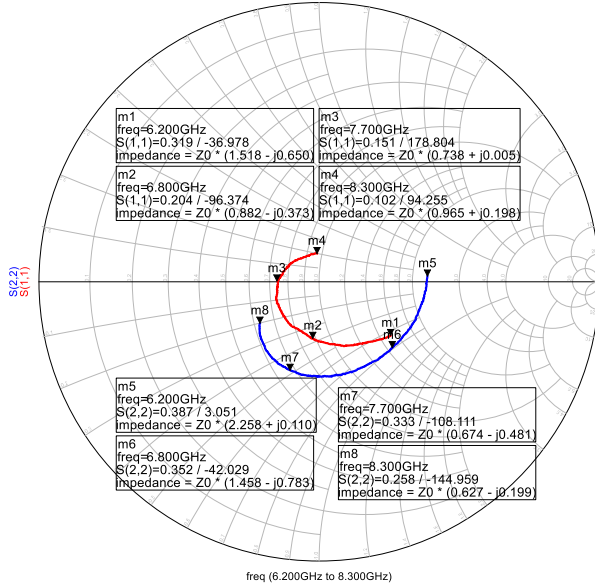 m1
freq=6.200GHz
S(1,1)=0.319 / -36.978
impedance = Z0 * (1.518 - j0.650)
m3
freq=7.700GHz
S(1,1)=0.151 / 178.804
impedance = Z0 * (0.738 + j0.005)
m2
freq=6.800GHz
S(1,1)=0.204 / -96.374
impedance = Z0 * (0.882 - j0.373)
m4
freq=8.300GHz
S(1,1)=0.102 / 94.255
impedance = Z0 * (0.965 + j0.198)
m4
m3
m5
S(2,2)
S(1,1)
m8
m2
m1
m6
m7
m5
freq=6.200GHz
S(2,2)=0.387 / 3.051
impedance = Z0 * (2.258 + j0.110)
m7
freq=7.700GHz
S(2,2)=0.333 / -108.111
impedance = Z0 * (0.674 - j0.481)
m6
freq=6.800GHz
S(2,2)=0.352 / -42.029
impedance = Z0 * (1.458 - j0.783)
m8
freq=8.300GHz
S(2,2)=0.258 / -144.959
impedance = Z0 * (0.627 - j0.199)
freq (6.200GHz to 8.300GHz)